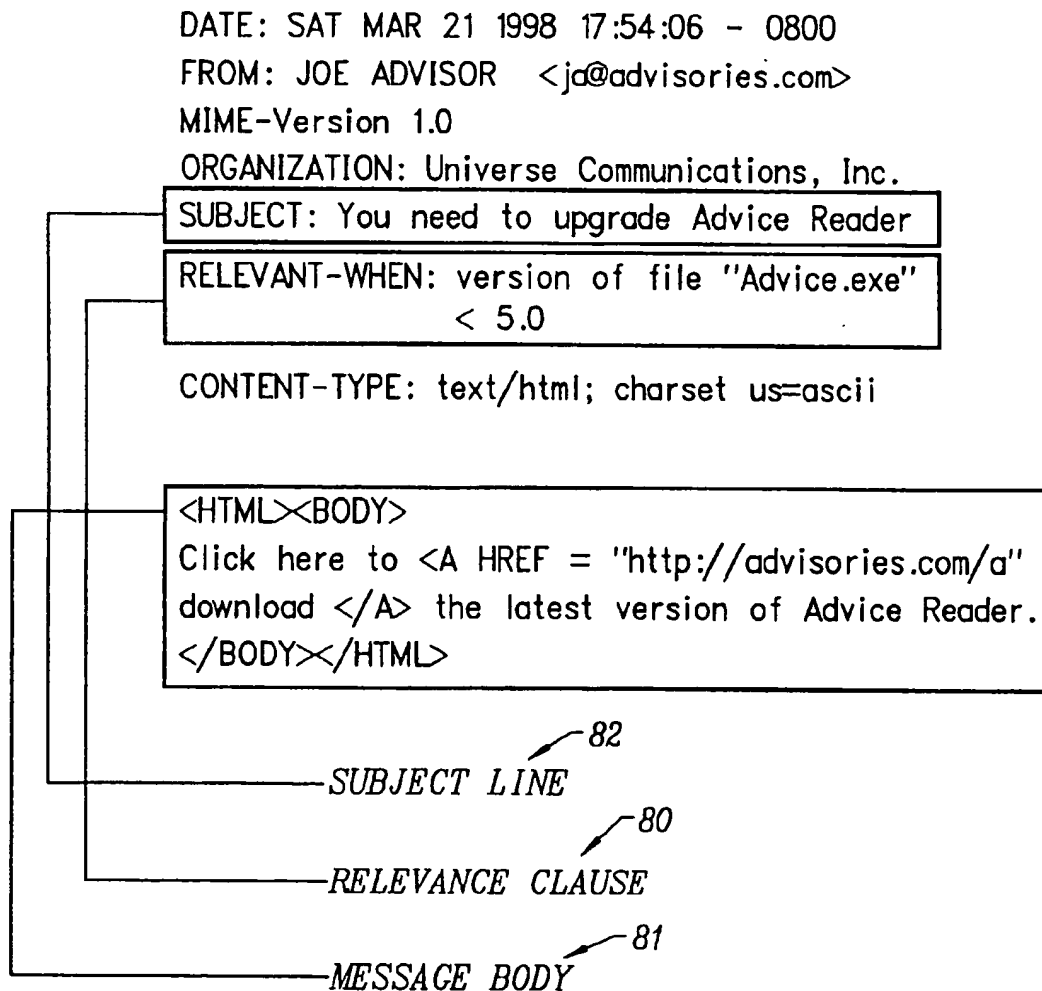 DATE: SAT MAR 21 1998 17:54:06 - 0800
FROM: JOE ADVISOR <ja@advisories.com>
MIME-Version 1.0
ORGANIZATION: Universe Communications, Inc.
SUBJECT: You need to upgrade Advice Reader
RELEVANT-WHEN: version of file "Advice.exe"
< 5.0
CONTENT-TYPE: text/html; charset us=ascii
<HTML><BODY>
Click here to <A HREF = "http://advisories.com/a"
download </A> the latest version of Advice Reader.
</BODY></HTML>
82
SUBJECT LINE
80
RELEVANCE CLAUSE
81
MESSAGE BODY